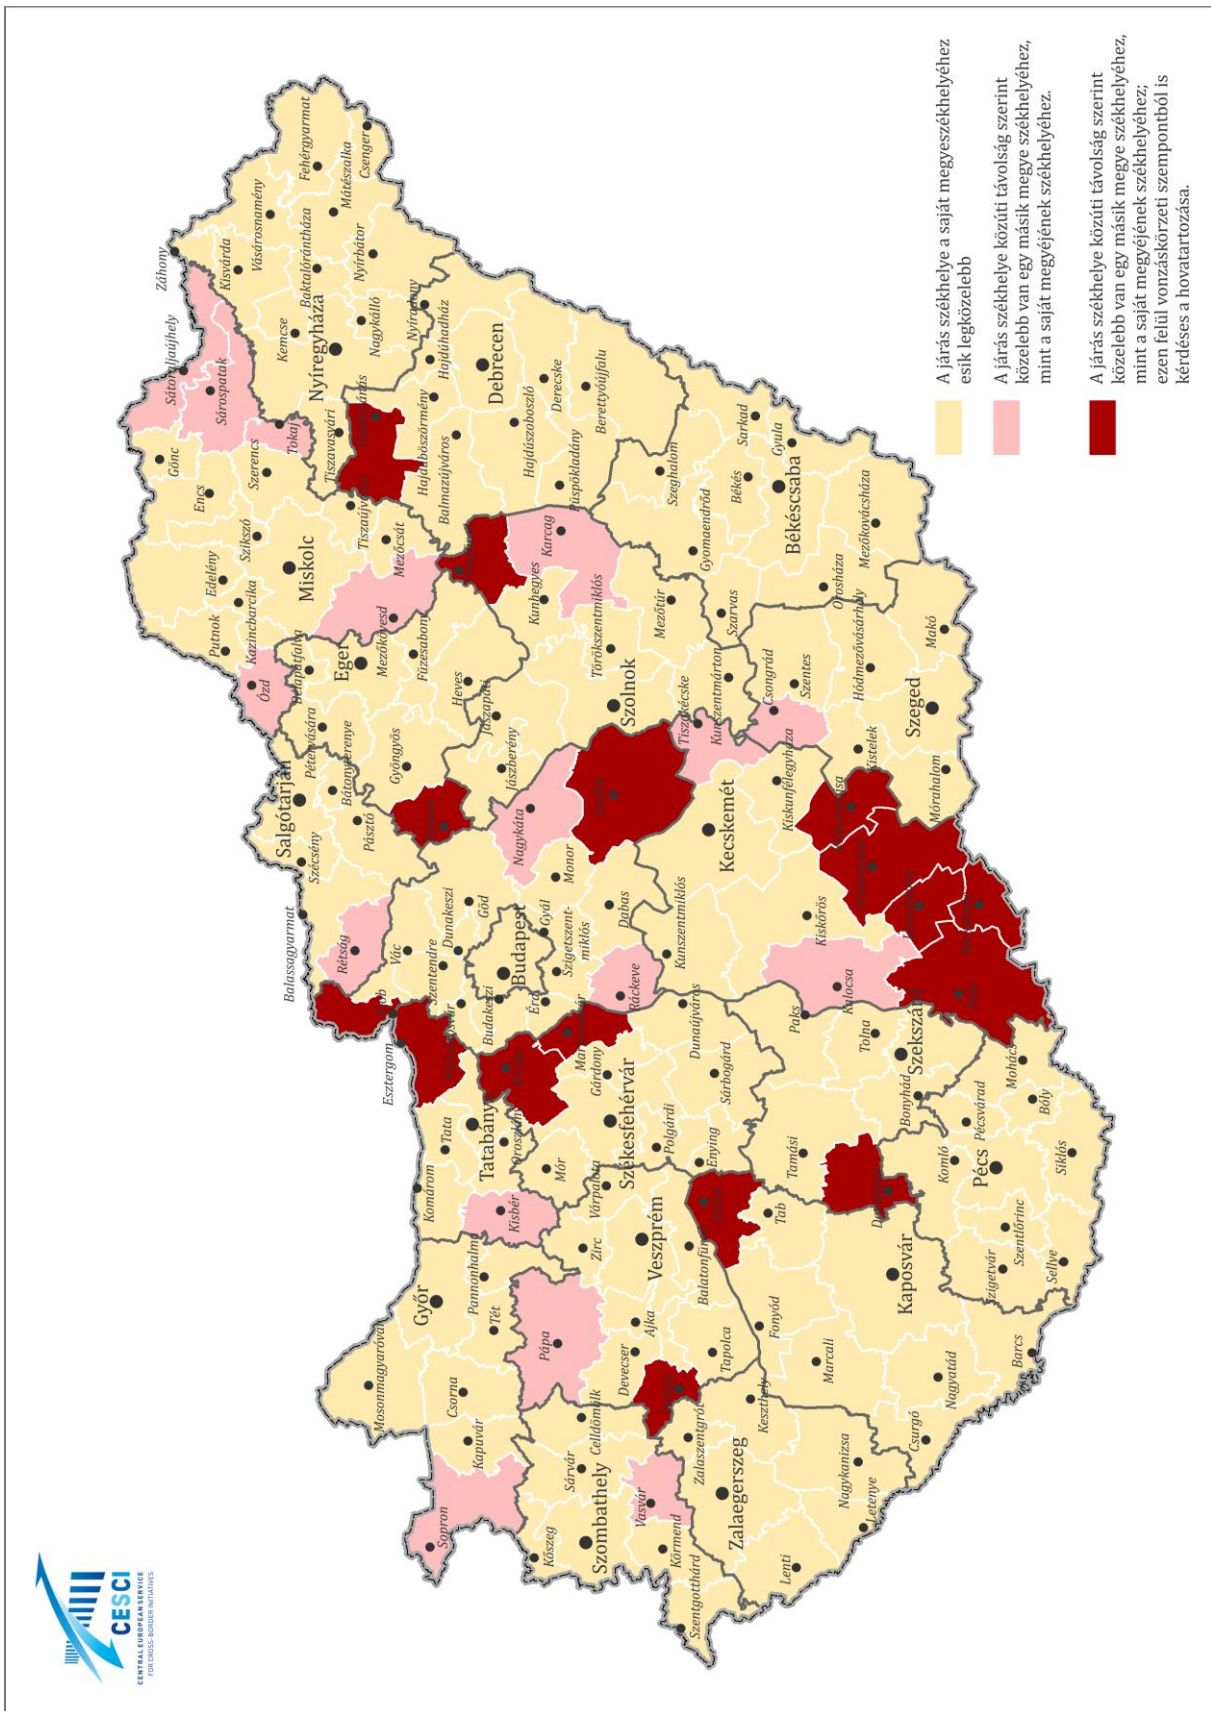 CESCI
CENTRAL EUROPEAN SERVICE
FOR CROSS-BORDER INITIATIVES
Záhony
Kisvárda
Vásárosnamény
Fehérgyarmat
Csenger
Mátészalka
Baktalórántháza
Nyírbátor
Kemcse
Nyíregyháza
Nagykálló
Nyíradony
Sátoraljaújhely
Sárospatak
Tokaj
Tiszavasvári
Gönc
Encs
Szerencs
Szikszó
Miskolc
Edelény
Putnok
Kazincbarcika
Ózd
Mezőcsát
Mezőkövesd
Hajdúhadház
Hajdúböszörmény
Balmazújváros
Debrecen
Hajdúszoboszló
Derecske
Berettyóújfalu
Püspökladány
Karcag
Kunhegyes
Törökszentmiklós
Mezőtúr
Szolnok
Kunszentmárton
Jászapáti
Jászberény
Bélapátfalva
Eger
Füzesabony
Heves
Pétervására
Gyöngyös
Salgótarján
Bátonyterenye
Pásztó
Szécsény
Balassagyarmat
Rétság
Szeghalom
Sarkad
Gyula
Békés
Békéscsaba
Gyomaendrőd
Mezőkovácsháza
Orosháza
Szarvas
Csongrád
Szentes
Hódmezővásárhely
Makó
Szeged
Kistelek
Mórahalom
Tiszakécske
Kiskunfélegyháza
Kecskemét
Kiskőrös
Kunszentmiklós
Kalocsa
Nagykáta
Monor
Vác
Göd
Dunakeszi
Szentendre
Budapest
Gyál
Szigetszent-
miklós
Dabas
Érd
Budakeszi
Ráckeve
Esztergom
Tata
Tatabánya
Oroszlány
Komárom
Kisbér
Mór
Székesfehérvár
Gárdony
Dunaújváros
Sárbogárd
Polgárdi
Enying
Paks
Tolna
Szekszárd
Bonyhád
Tamási
Mohács
Bóly
Pécsvárad
Komló
Pécs
Siklós
Szentlőrinc
Szigetvár
Sellye
Kaposvár
Tab
Fonyód
Marcali
Nagyatád
Barcs
Csurgó
Várpalota
Zirc
Veszprém
Ajka
Devecser
Tapolca
Pápa
Győr
Pannonhalma
Tét
Mosonmagyaróvár
Csorna
Kapuvár
Sopron
Celldömölk
Sárvár
Szombathely
Kőszeg
Vasvár
Körmend
Szentgotthárd
Zalaszentgrót
Keszthely
Zalaegerszeg
Nagykanizsa
Letenye
Lenti
A járás székhelye a saját megyeszékhelyéhez
esik legközelebb
A járás székhelye közúti távolság szerint
közelebb van egy másik megye székhelyéhez,
mint a saját megyéjének székhelyéhez.
A járás székhelye közúti távolság szerint
közelebb van egy másik megye székhelyéhez,
mint a saját megyéjének székhelyéhez;
ezen felül vonzáskörzeti szempontból is
kérdéses a hovatartozása.